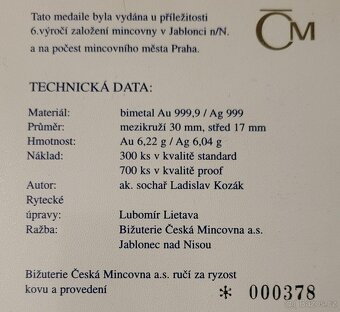 Tato medaile byla vydána u příležitosti
6.výročí založení mincovny v Jablonci n/N.
a na počest mincovního města Praha.
ČM
TECHNICKÁ DATA:
Materiál: bimetal Au 999,9 / Ag 999
Průměr: mezikruží 30 mm, střed 17 mm
Hmotnost: Au 6,22 g / Ag 6,04 g
Náklad: 300 ks v kvalitě standard
700 ks v kvalitě proof
Autor: ak. sochař Ladislav Kozák
Rytecké
úpravy: Lubomír Lietava
Ražba: Bižuterie Česká Mincovna a.s.
Jablonec nad Nisou
Bižuterie Česká Mincovna a.s. ručí za ryzost
kovu a provedení
* 000378